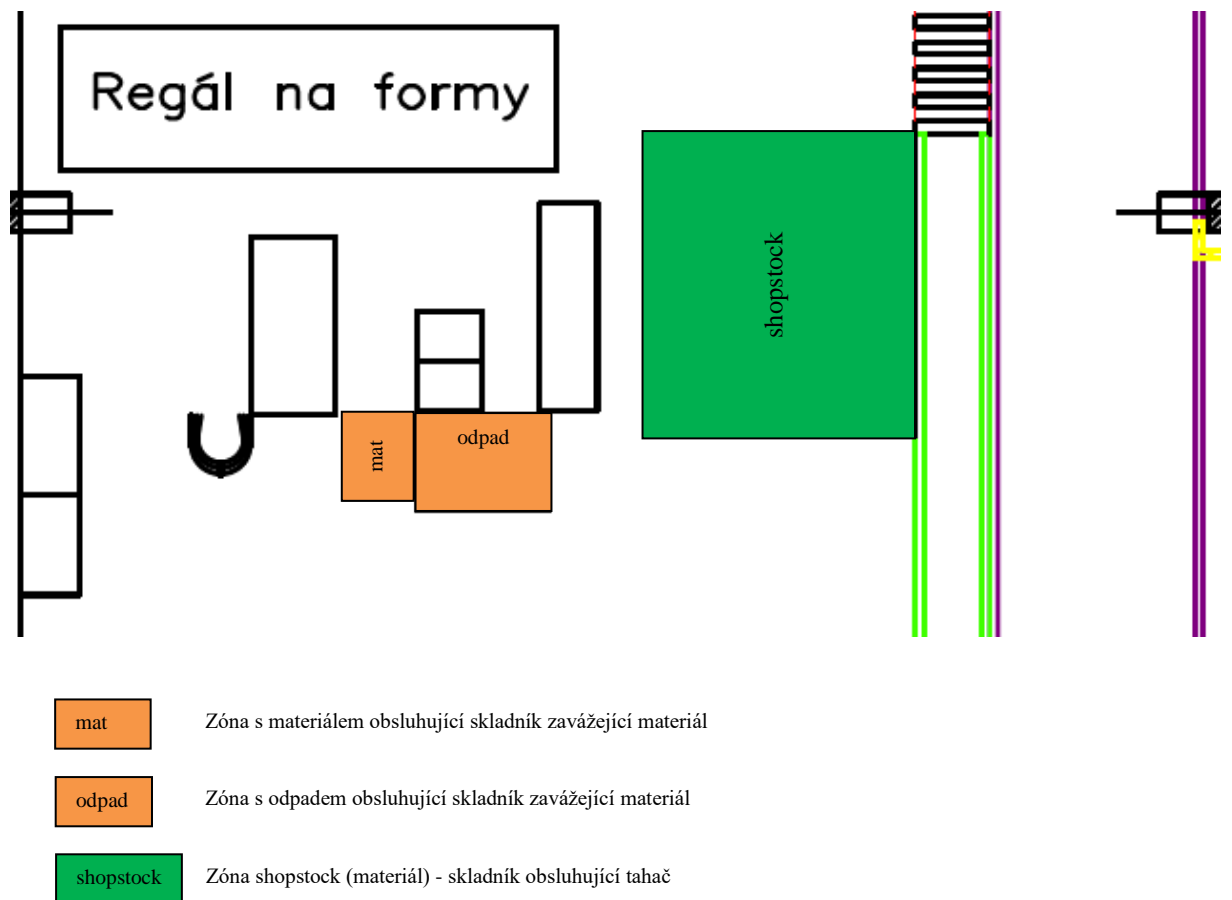 Regál na formy
shopstock
mat
odpad
mat Zóna s materiálem obsluhující skladník zavážející materiál
odpad Zóna s odpadem obsluhující skladník zavážející materiál
shopstock Zóna shopstock (materiál) - skladník obsluhující tahač